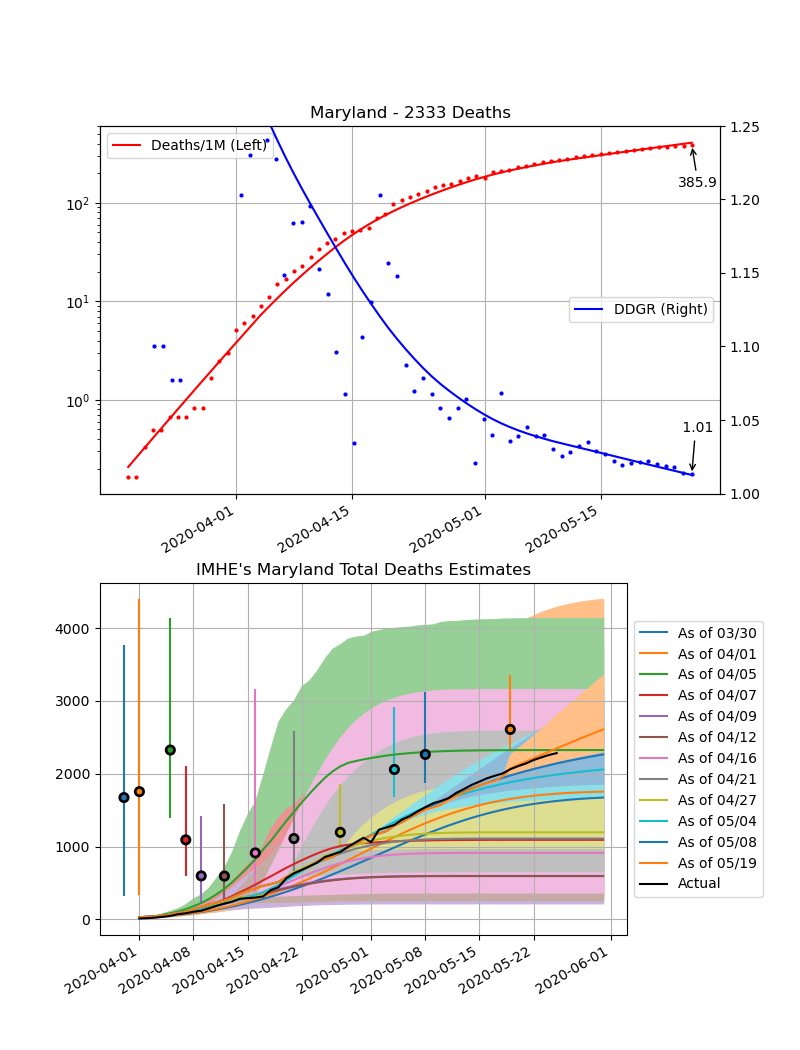 Maryland - 2333 Deaths
Deaths/1M (Left)
DDGR (Right)
385.9
1.01
10²
10¹
10⁰
1.25
1.20
1.15
1.10
1.05
1.00
2020-04-01
2020-04-15
2020-05-01
2020-05-15
IMHE's Maryland Total Deaths Estimates
4000
3000
2000
1000
0
2020-04-01
2020-04-08
2020-04-15
2020-04-22
2020-05-01
2020-05-08
2020-05-15
2020-05-22
2020-06-01
As of 03/30
As of 04/01
As of 04/05
As of 04/07
As of 04/09
As of 04/12
As of 04/16
As of 04/21
As of 04/27
As of 05/04
As of 05/08
As of 05/19
Actual